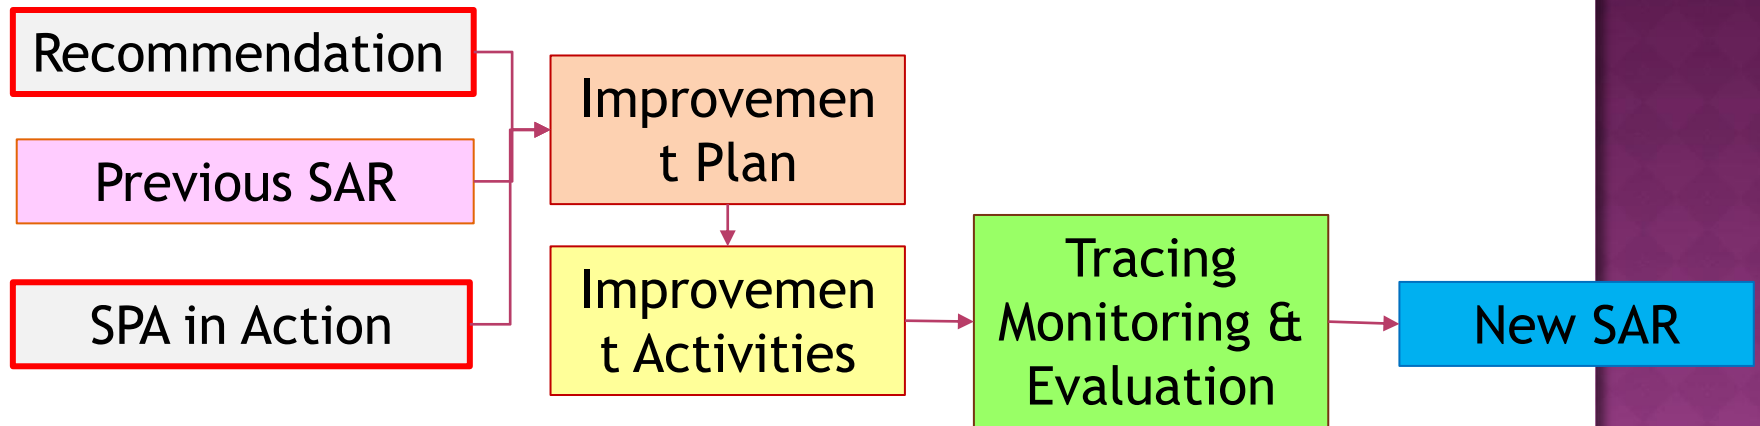 Recommendation
Previous SAR
SPA in Action
Improvemen
t Plan
Improvemen
t Activities
Tracing
Monitoring &
Evaluation
New SAR